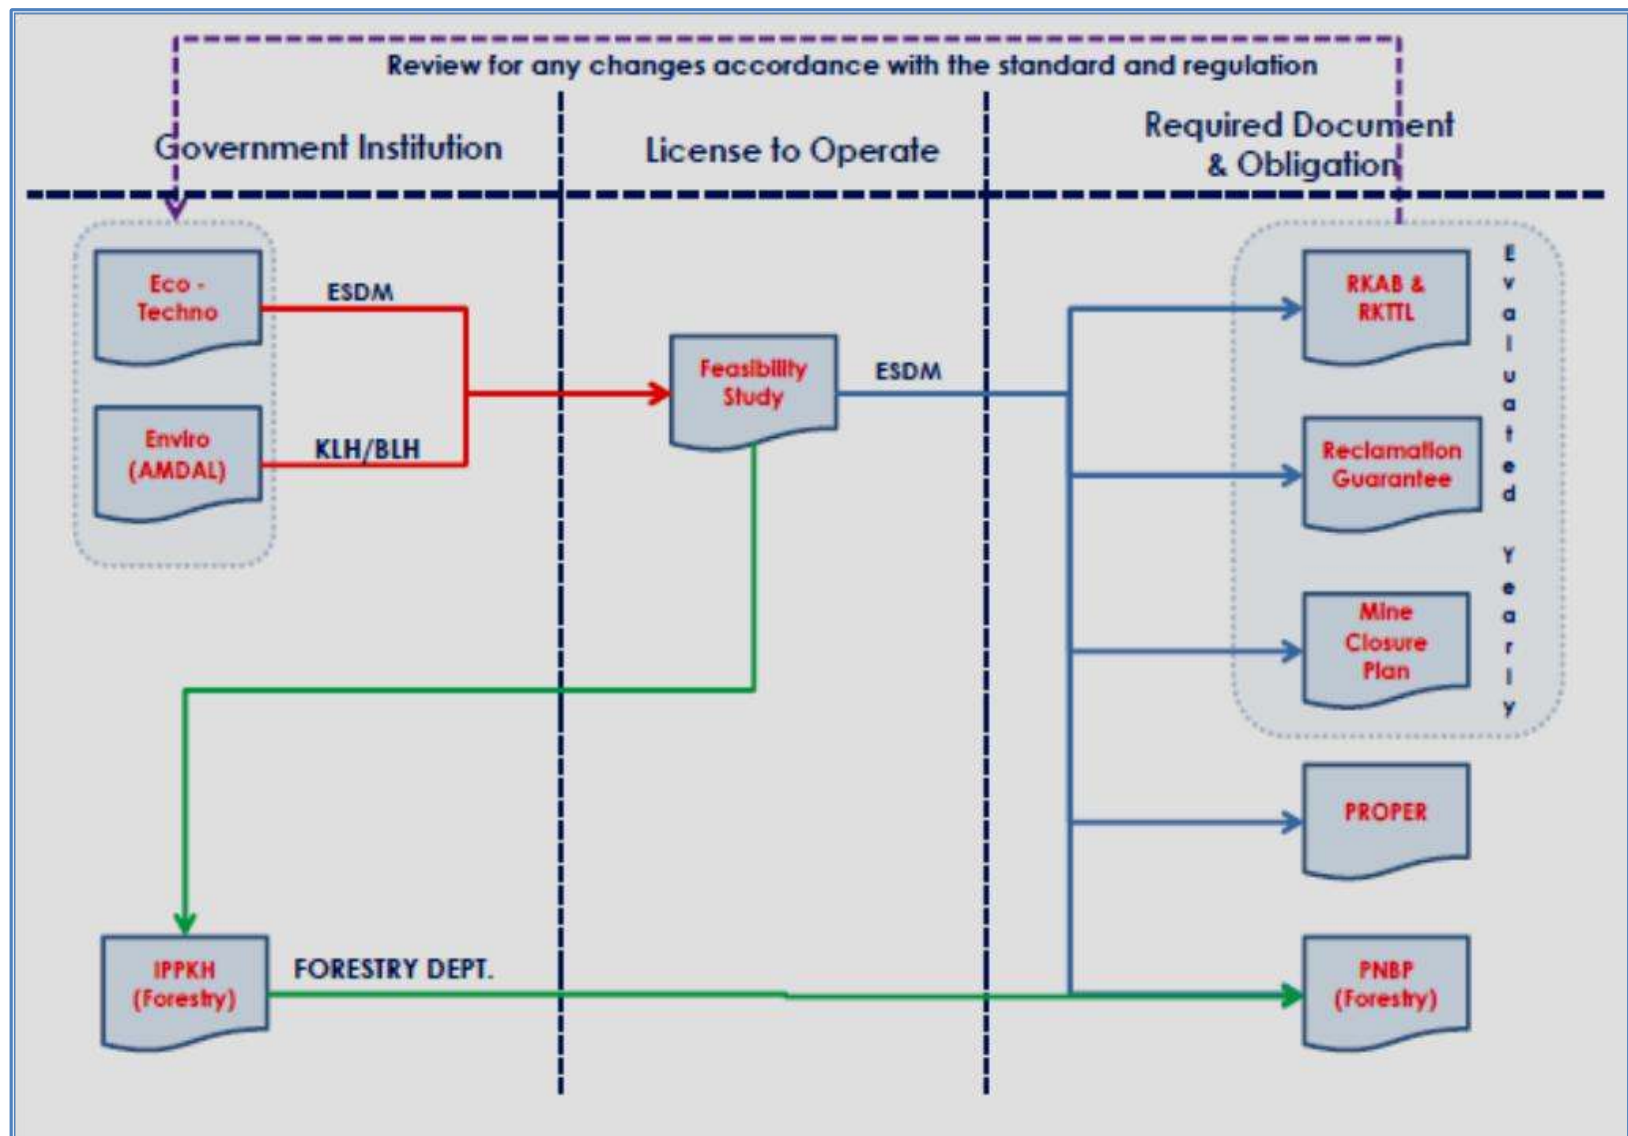 Review for any changes accordance with the standard and regulation
Government Institution
License to Operate
Required Document
& Obligation
Eco -
Techno
ESDM
Enviro
(AMDAL)
KLH/BLH
Feasibility
Study
ESDM
RKAB &
RKTTL
Reclamation
Guarantee
Mine
Closure
Plan
Evaluated Yearly
PROPER
IPPKH
(Forestry)
FORESTRY DEPT.
PNBP
(Forestry)